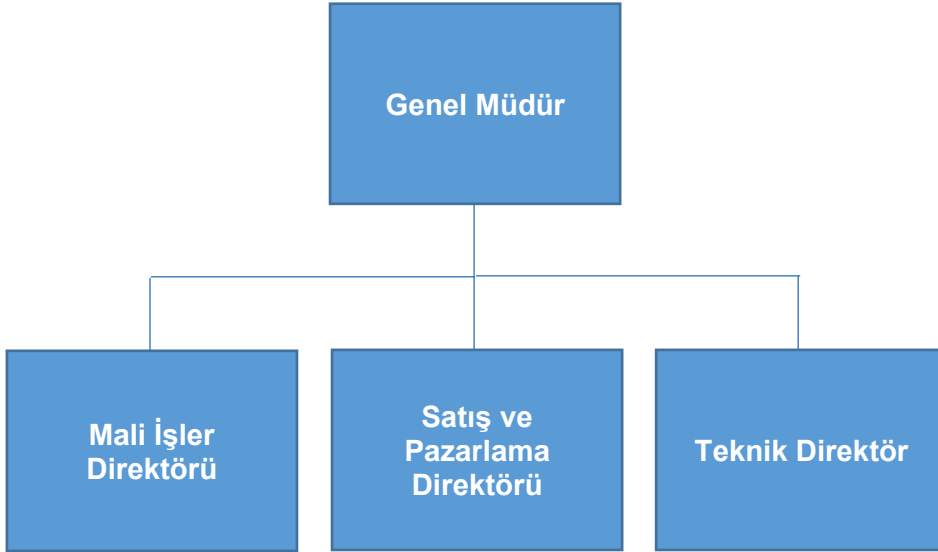 Genel Müdür
Mali İşler
Direktörü
Satış ve
Pazarlama
Direktörü
Teknik Direktör